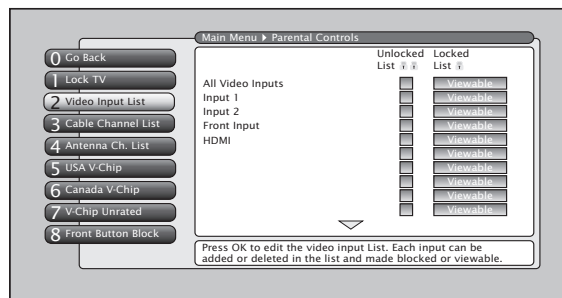 Main Menu ▶ Parental Controls
0 Go Back
1 Lock TV
2 Video Input List
3 Cable Channel List
4 Antenna Ch. List
5 USA V-Chip
6 Canada V-Chip
7 V-Chip Unrated
8 Front Button Block
Unlocked Locked
List List
All Video Inputs Viewable
Input 1 Viewable
Input 2 Viewable
Front Input Viewable
HDMI Viewable
Viewable
Viewable
Viewable
Viewable
Viewable
Press OK to edit the video input List. Each input can be
added or deleted in the list and made blocked or viewable.